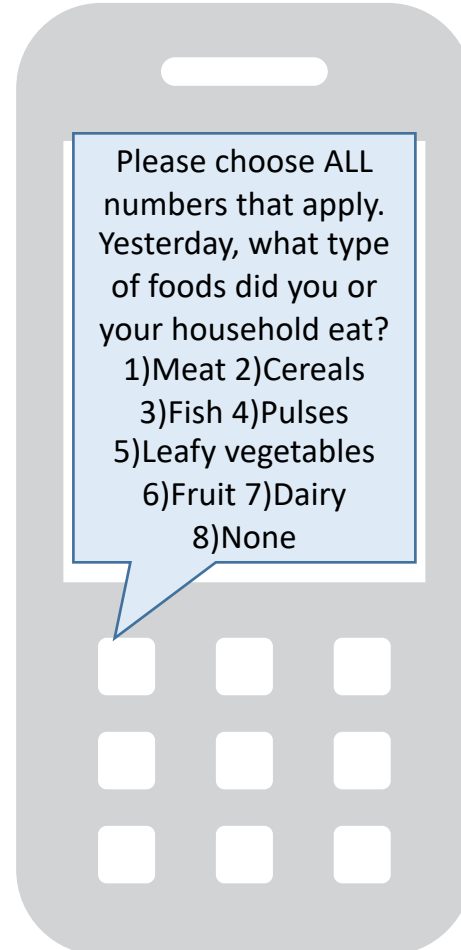 Please choose ALL
numbers that apply.
Yesterday, what type
of foods did you or
your household eat?
1)Meat 2)Cereals
3)Fish 4)Pulses
5)Leafy vegetables
6)Fruit 7)Dairy
8)None